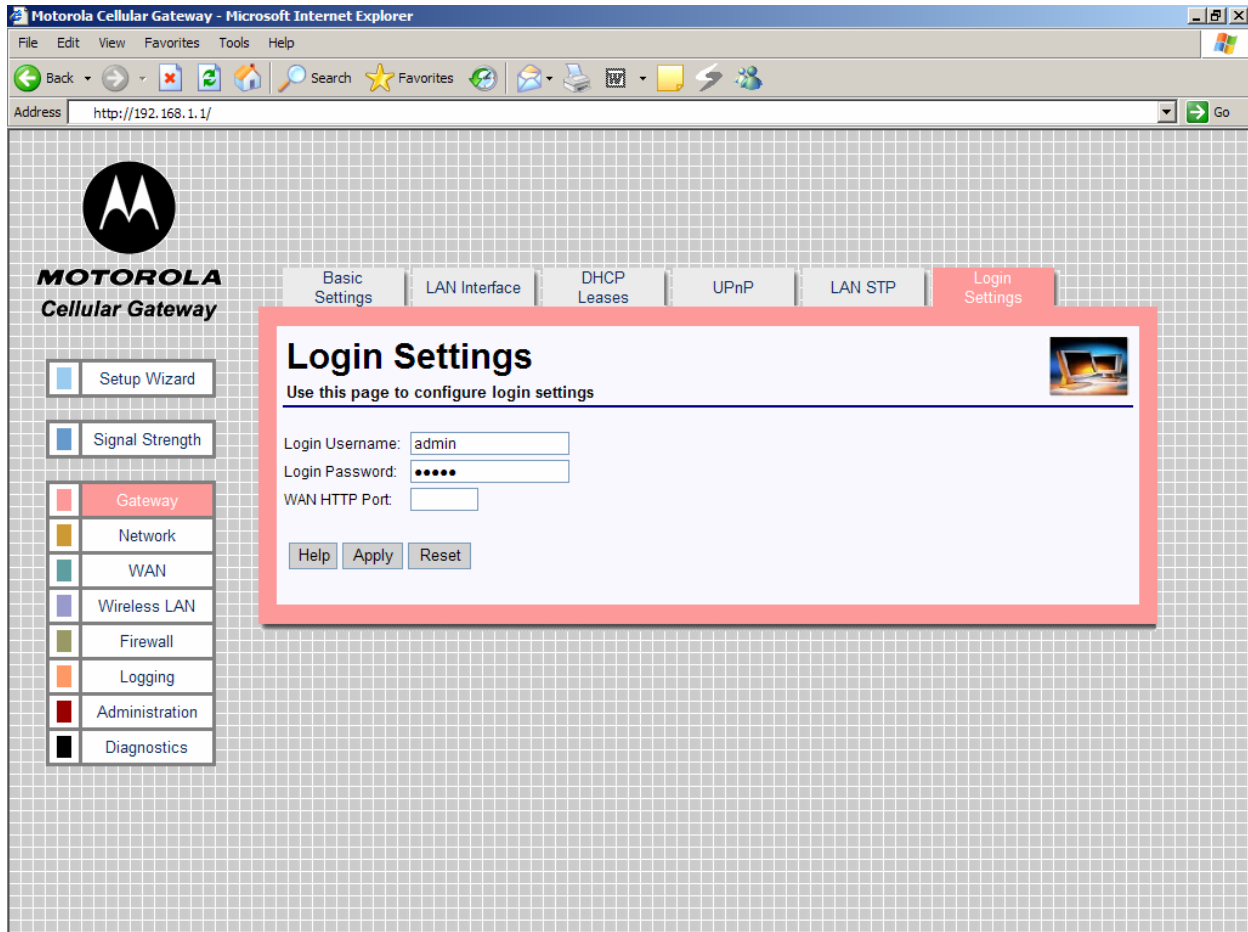 Motorola Cellular Gateway - Microsoft Internet Explorer
File Edit View Favorites Tools Help
Back Search Favorites
Address http://192.168.1.1/ Go
MOTOROLA
Cellular Gateway
Basic Settings
LAN Interface
DHCP Leases
UPnP
LAN STP
Login Settings
Setup Wizard
Signal Strength
Gateway
Network
WAN
Wireless LAN
Firewall
Logging
Administration
Diagnostics
Login Settings
Use this page to configure login settings
Login Username: admin
Login Password: •••••
WAN HTTP Port:
Help Apply Reset